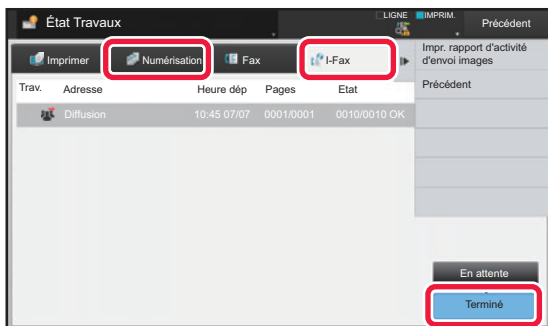 État Travaux
LIGNE
IMPRIM.
Précédent
Imprimer
Numérisation
Fax
I-Fax
Impr. rapport d'activité
d'envoi images
Précédent
Trav. Adresse Heure dép Pages Etat
Diffusion 10:45 07/07 0001/0001 0010/0010 OK
En attente
Terminé